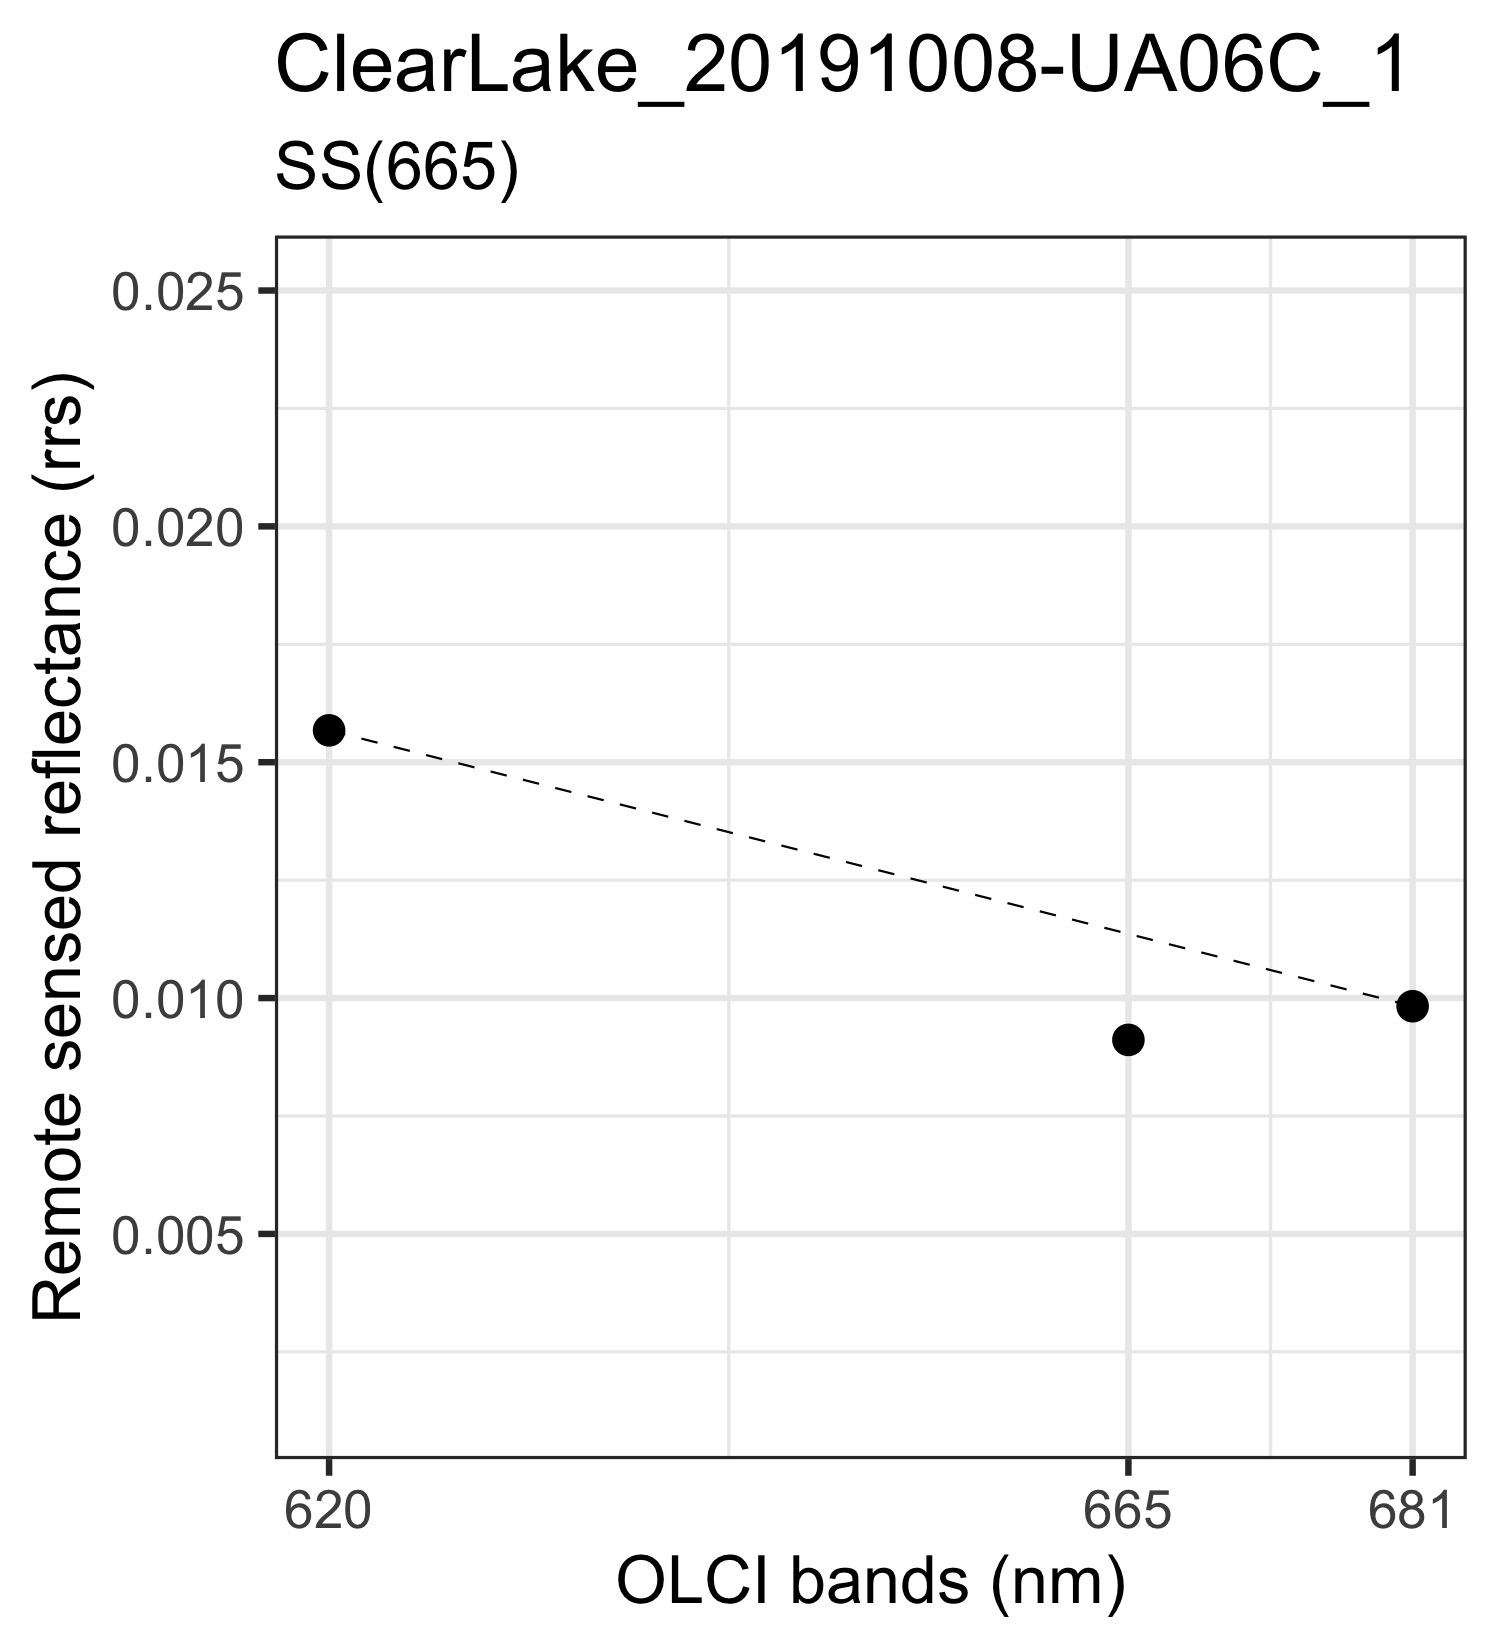 ClearLake_20191008-UA06C_1
SS(665)
Remote sensed reflectance (rrs)
0.025
0.020
0.015
0.010
0.005
620
665
681
OLCI bands (nm)